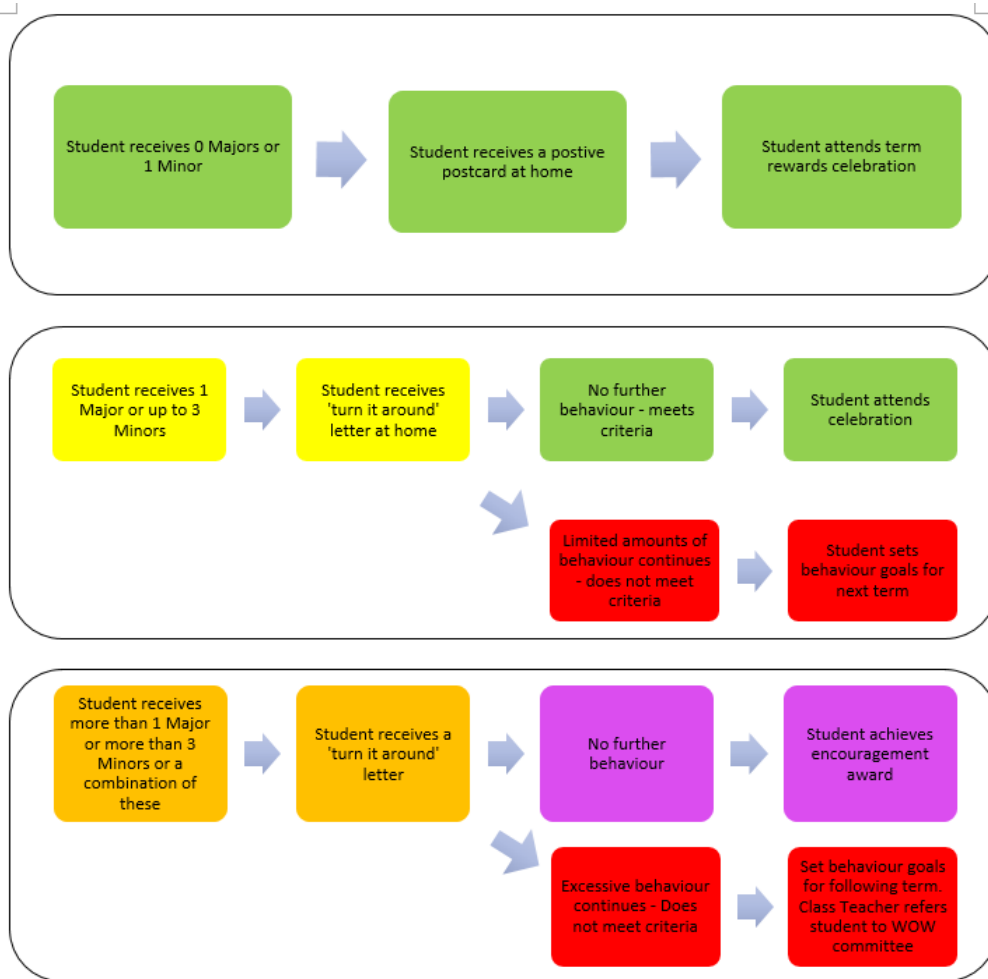 Student receives 0 Majors or
1 Minor
Student receives a postive
postcard at home
Student attends term
rewards celebration
Student receives 1
Major or up to 3
Minors
Student receives
'turn it around'
letter at home
No further
behaviour - meets
criteria
Student attends
celebration
Limited amounts of
behaviour continues
- does not meet
criteria
Student sets
behaviour goals for
next term
Student receives
more than 1 Major
or more than 3
Minors or a
combination of
these
Student receives a
'turn it around'
letter
No further
behaviour
Student achieves
encouragement
award
Excessive behaviour
continues - Does
not meet criteria
Set behaviour goals
for following term.
Class Teacher refers
student to WOW
committee